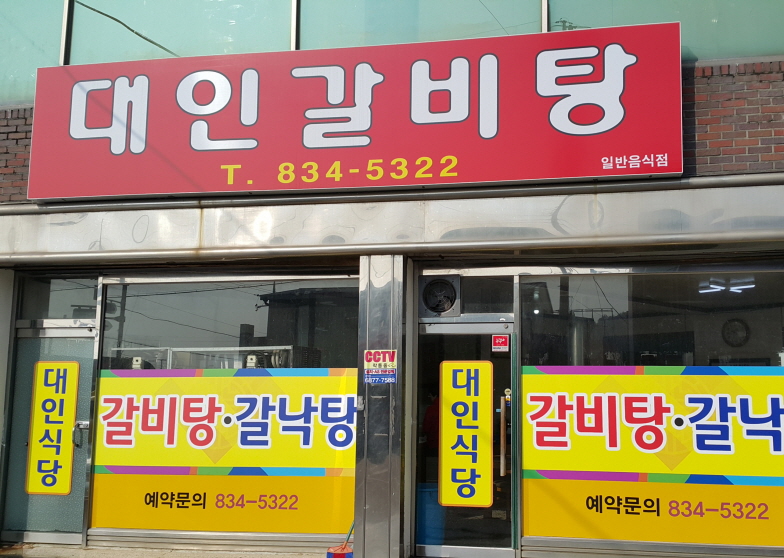 대인갈비탕
T. 834-5322
일반음식점
대인식당
갈비탕·갈낙탕
예약문의 834-5322
CCTV
6877-7588
대인식당
갈비탕·갈낙
예약문의 834-5322